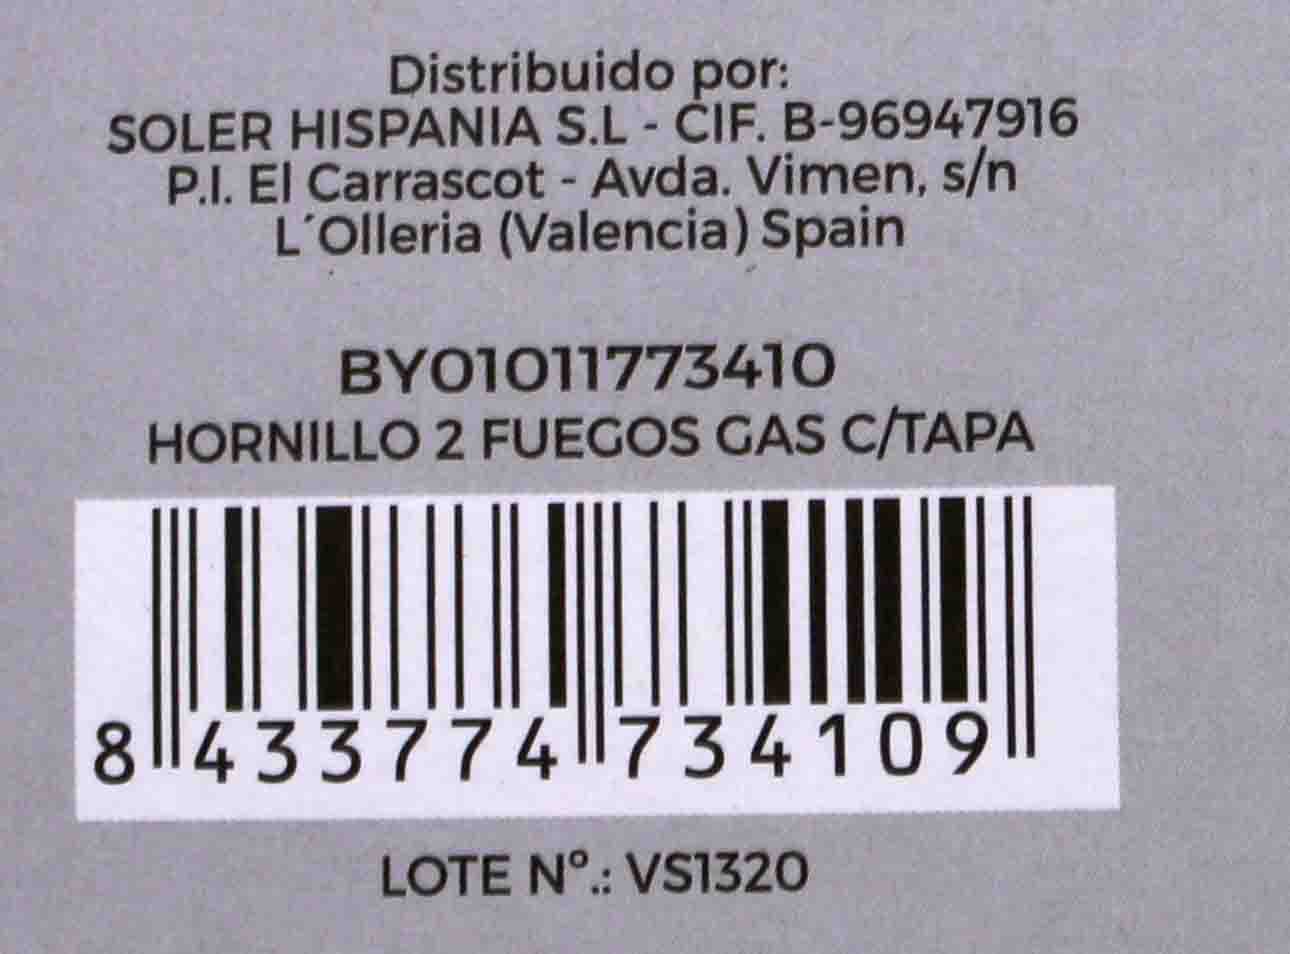 Distribuido por:
SOLER HISPANIA S.L - CIF. B-96947916
P.I. El Carrascot - Avda. Vimen, s/n
L´Olleria (Valencia) Spain
BY01011773410
HORNILLO 2 FUEGOS GAS C/TAPA
8 433774 734109
LOTE Nº.: VS1320